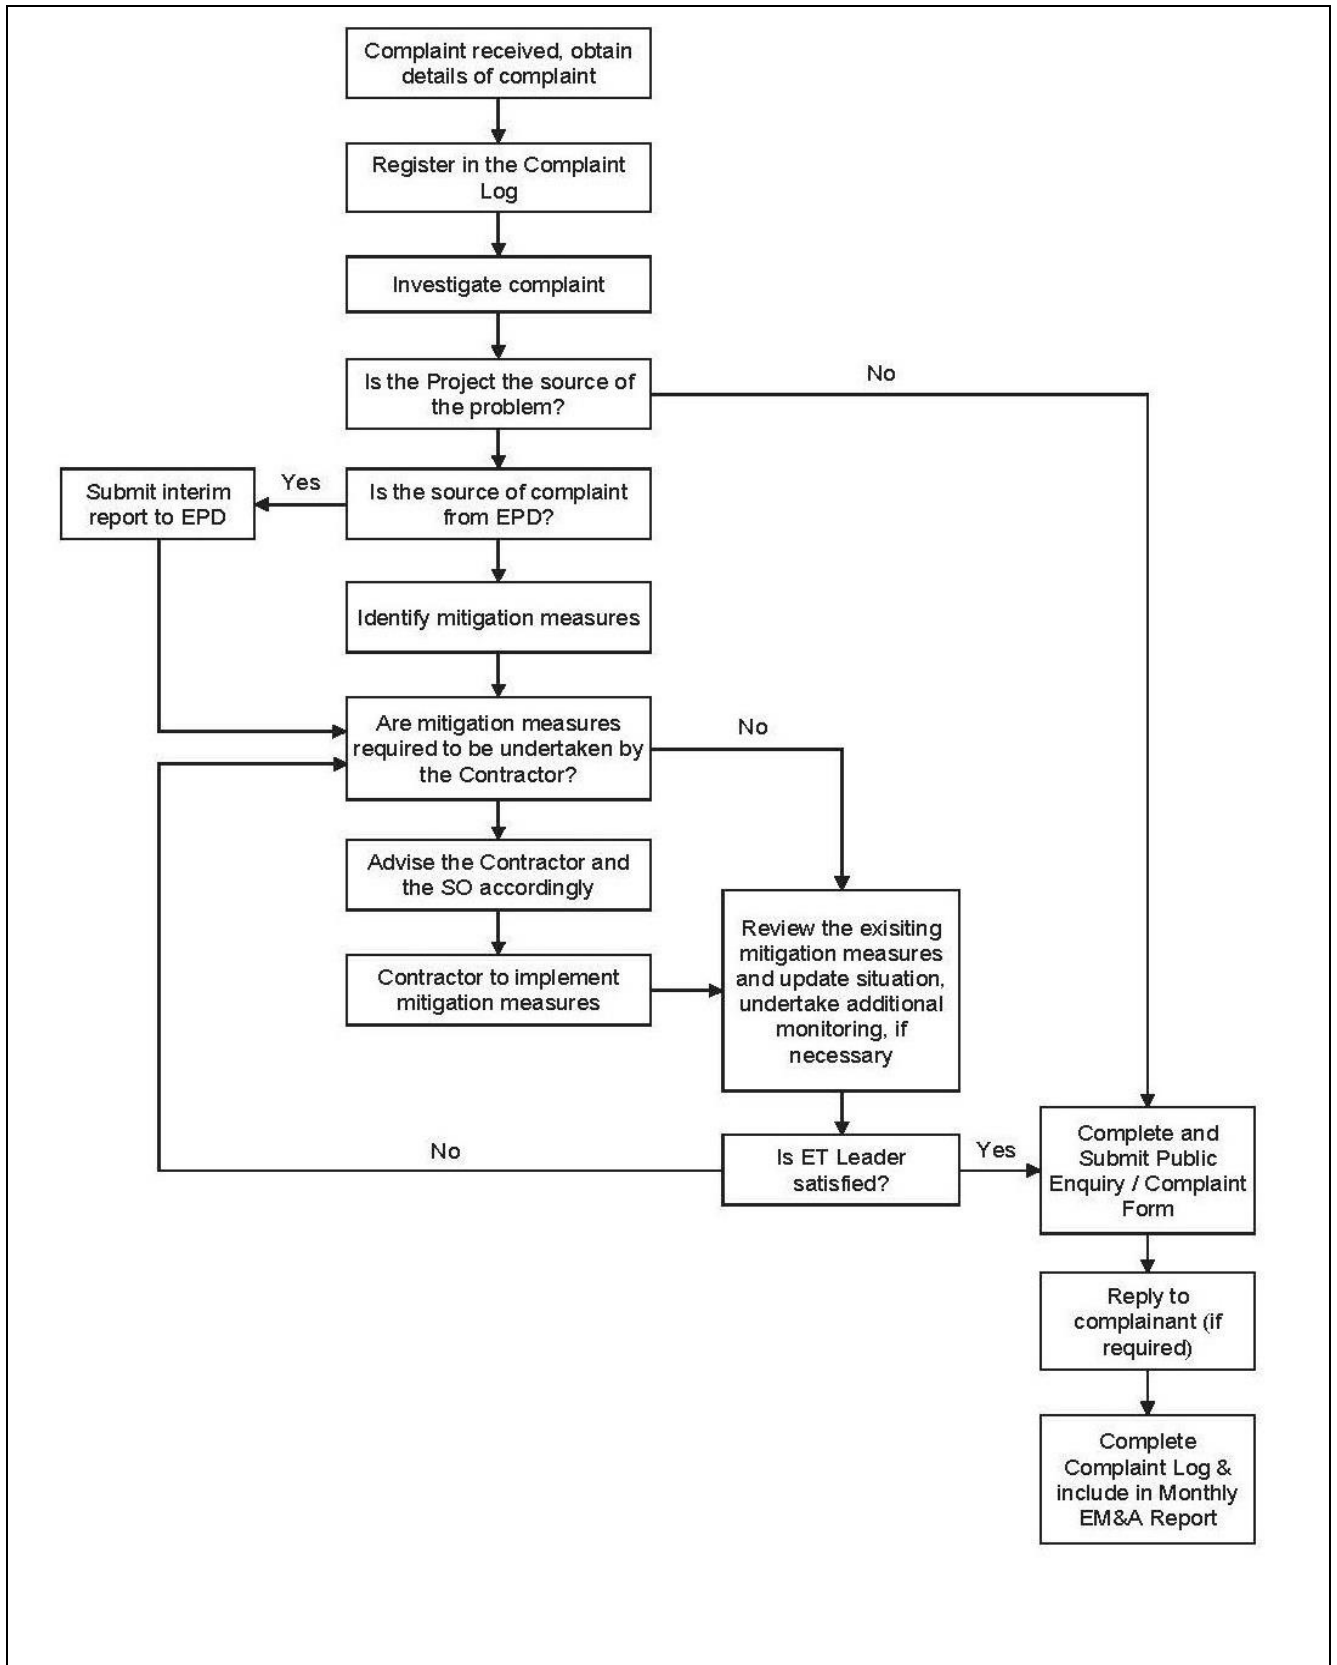 Complaint received, obtain
details of complaint
Register in the Complaint
Log
Investigate complaint
Is the Project the source of
the problem?
No
Submit interim
report to EPD
Yes
Is the source of complaint
from EPD?
Identify mitigation measures
Are mitigation measures
required to be undertaken by
the Contractor?
No
Advise the Contractor and
the SO accordingly
Contractor to implement
mitigation measures
Review the exisiting
mitigation measures
and update situation,
undertake additional
monitoring, if
necessary
No
Is ET Leader
satisfied?
Yes
Complete and
Submit Public
Enquiry / Complaint
Form
Reply to
complainant (if
required)
Complete
Complaint Log &
include in Monthly
EM&A Report